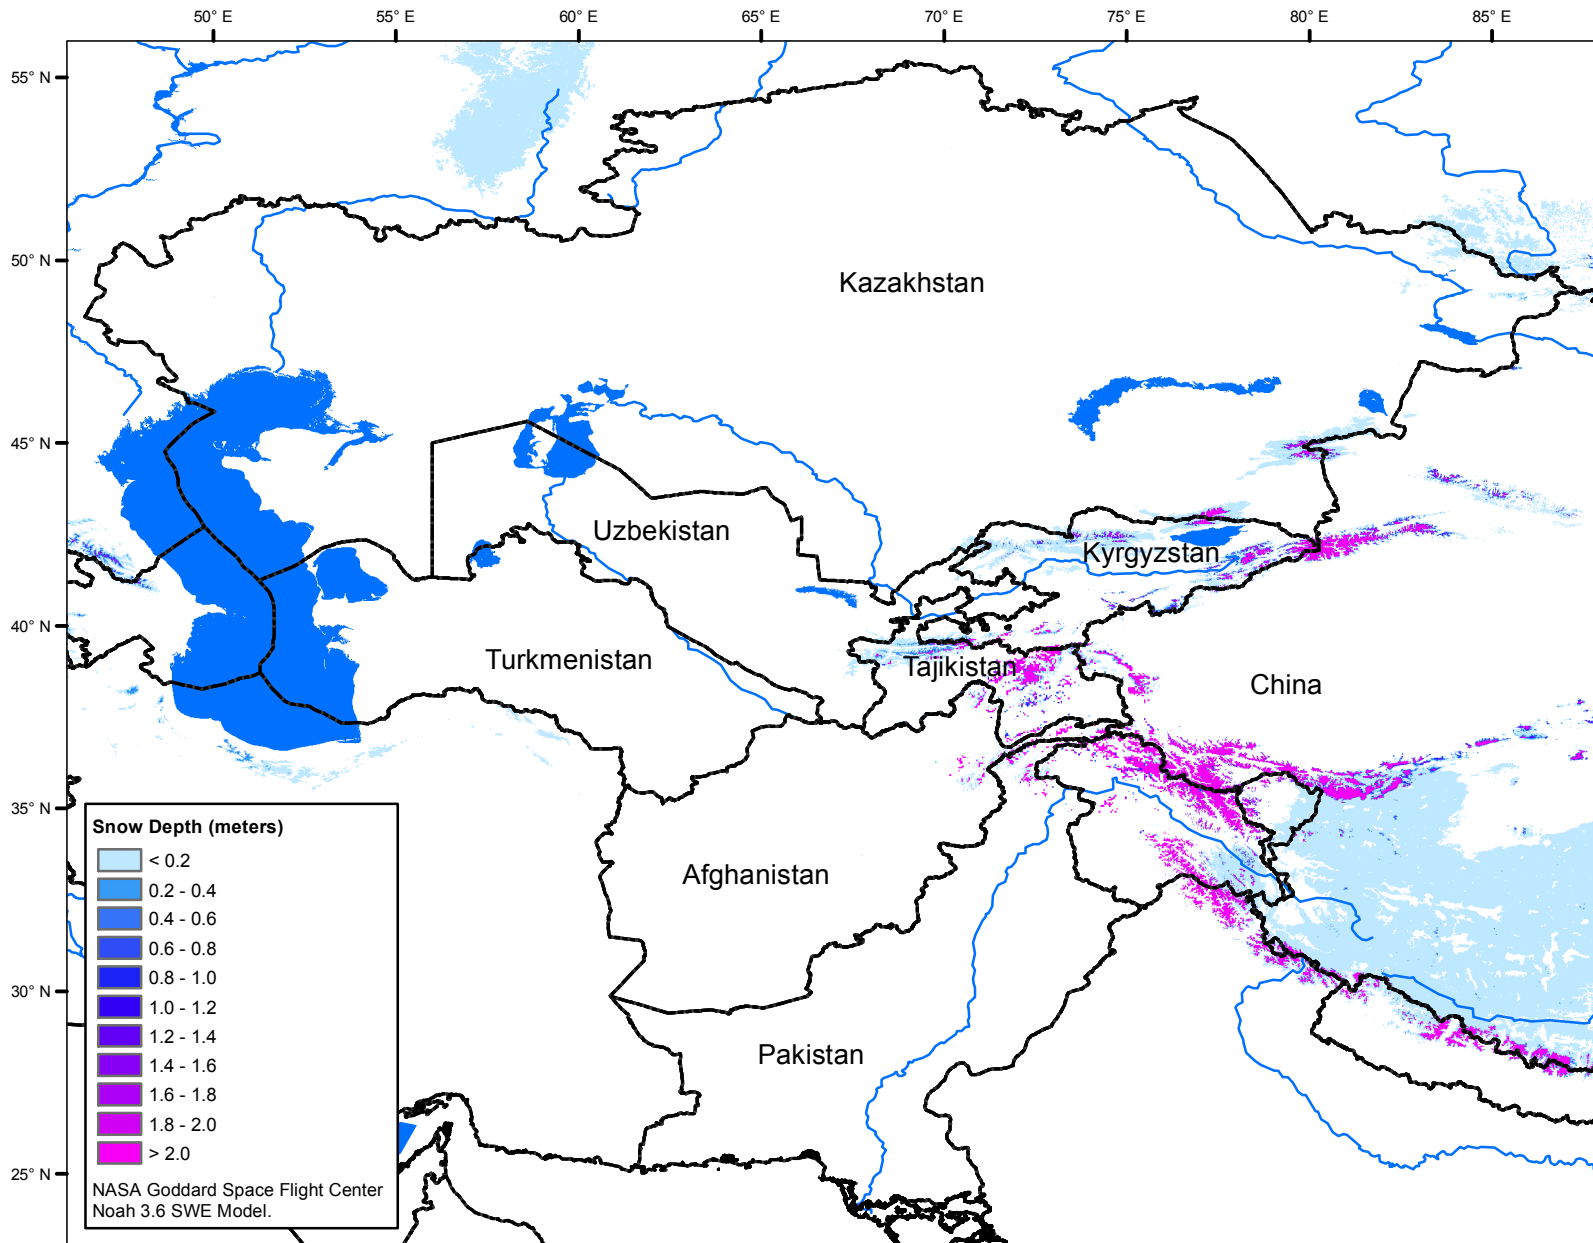 50° E 55° E 60° E 65° E 70° E 75° E 80° E 85° E
55° N
50° N
45° N
40° N
35° N
30° N
25° N
Kazakhstan
Uzbekistan
Kyrgyzstan
Turkmenistan
Tajikistan
China
Afghanistan
Pakistan
Snow Depth (meters)
< 0.2
0.2 - 0.4
0.4 - 0.6
0.6 - 0.8
0.8 - 1.0
1.0 - 1.2
1.2 - 1.4
1.4 - 1.6
1.6 - 1.8
1.8 - 2.0
> 2.0
NASA Goddard Space Flight Center
Noah 3.6 SWE Model.